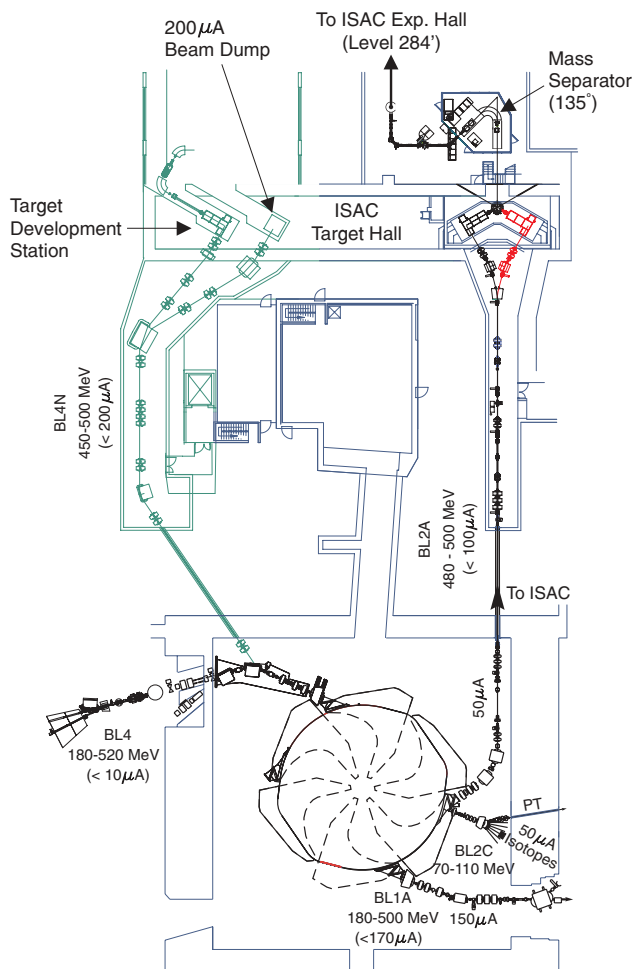 To ISAC Exp. Hall
(Level 284')
200μA
Beam Dump
Mass
Separator
(135°)
Target
Development
Station
ISAC
Target Hall
BL4N
450-500 MeV
(< 200 μA)
BL2A
480 - 500 MeV
(< 100μA)
To ISAC
50μA
BL4
180-520 MeV
(< 10μA)
PT
50μA
Isotopes
BL2C
70-110 MeV
BL1A
180-500 MeV
(<170μA)
150μA